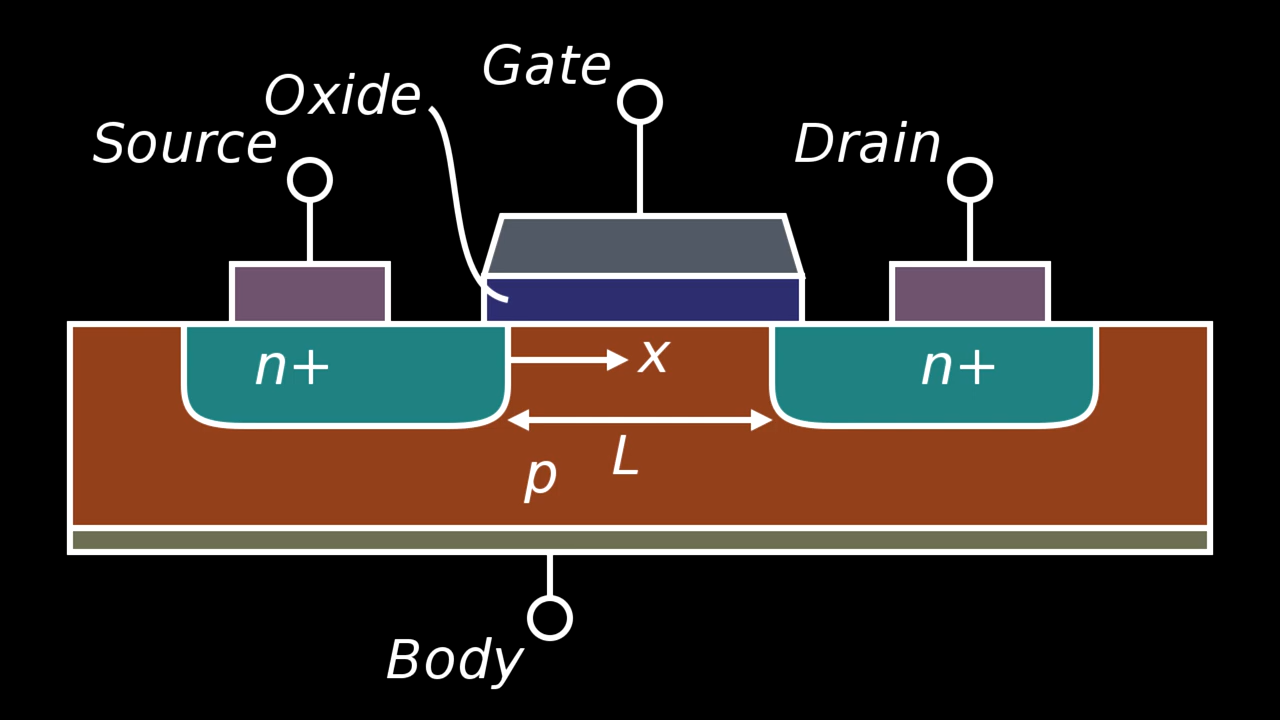 Gate
Oxide
Source
Drain
n+
x
n+
L
p
Body